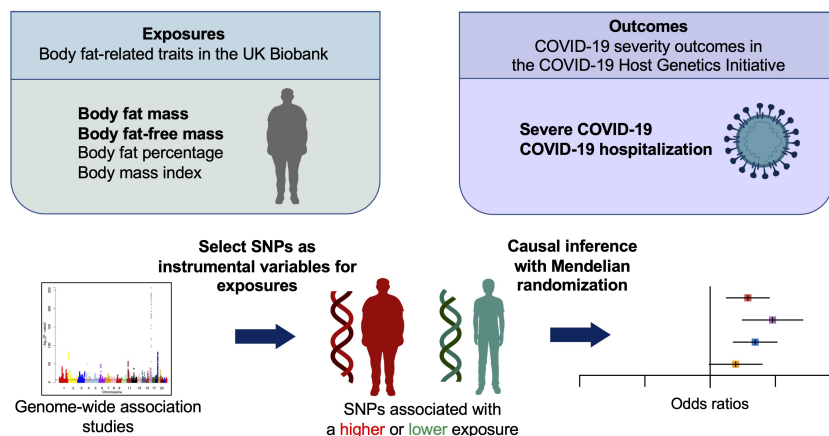 Exposures
Body fat-related traits in the UK Biobank
Body fat mass
Body fat-free mass
Body fat percentage
Body mass index
Outcomes
COVID-19 severity outcomes in
the COVID-19 Host Genetics Initiative
Severe COVID-19
COVID-19 hospitalization
Select SNPs as
instrumental variables for
exposures
Causal inference
with Mendelian
randomization
Chromosome
Genome-wide association
studies
SNPs associated with
a higher or lower exposure
Odds ratios